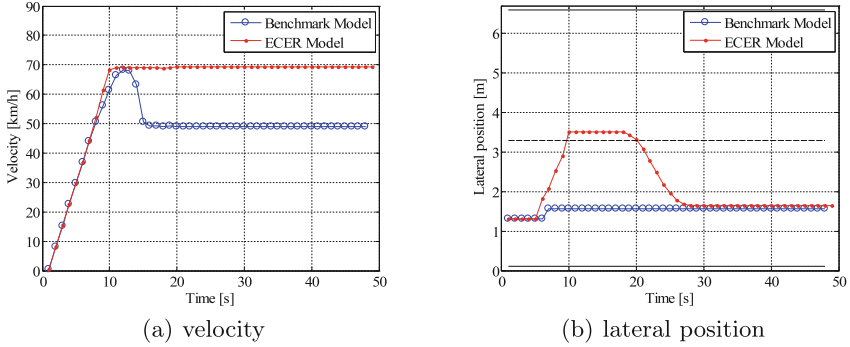 Benchmark Model
ECER Model
Velocity [km/h]
90
80
70
60
50
40
30
20
10
0
0 10 20 30 40 50
Time [s]
(a) velocity
Benchmark Model
ECER Model
Lateral position [m]
6
5
4
3
2
1
0
0 10 20 30 40 50
Time [s]
(b) lateral position